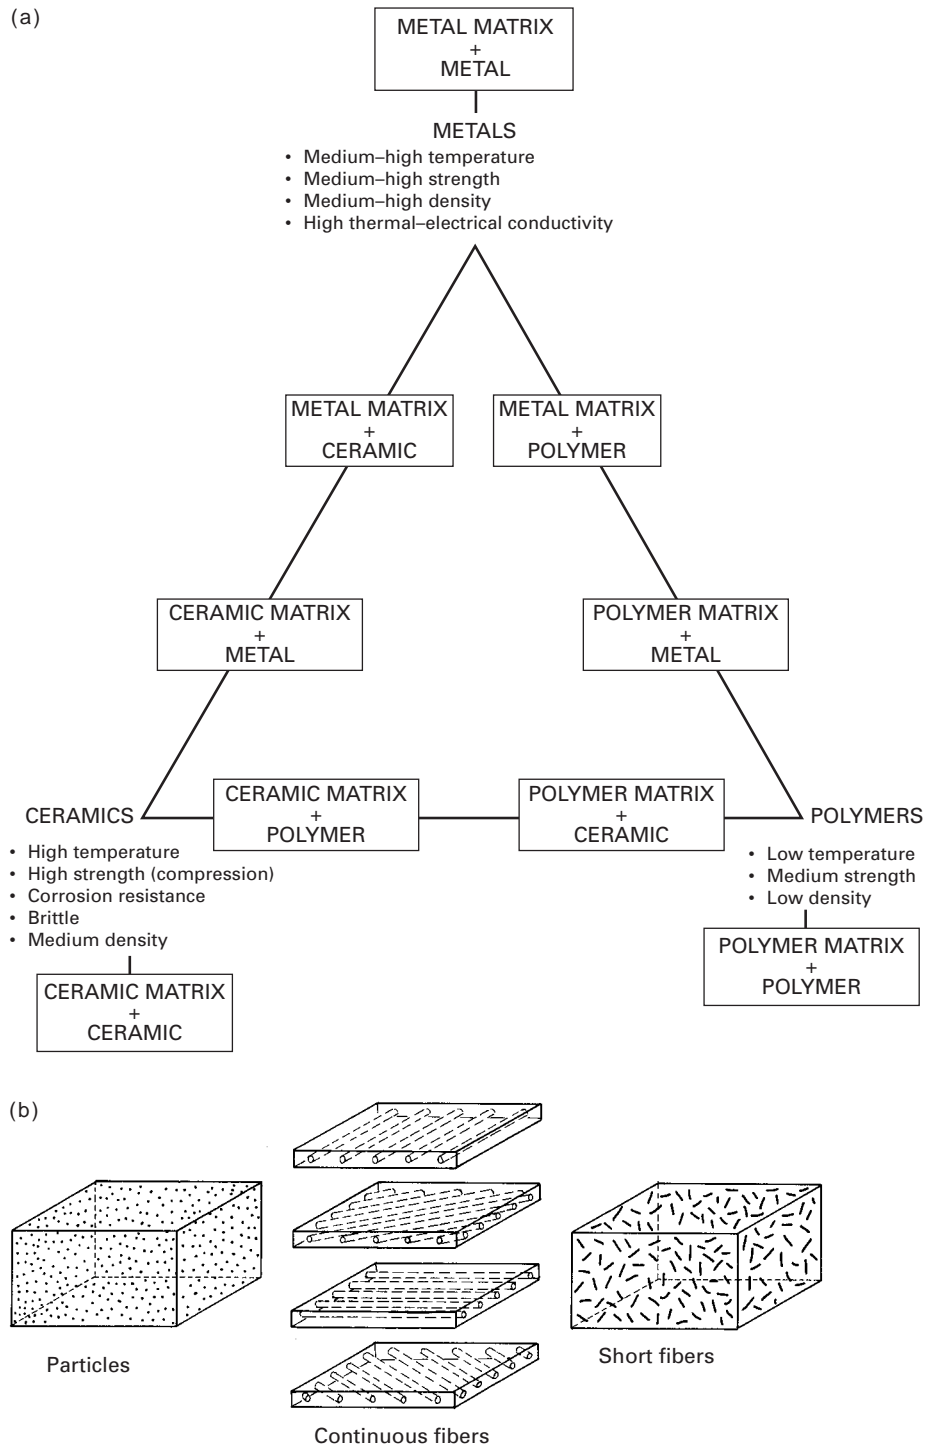 (a)
METAL MATRIX
+
METAL
METALS
• Medium–high temperature
• Medium–high strength
• Medium–high density
• High thermal–electrical conductivity
METAL MATRIX
+
CERAMIC
METAL MATRIX
+
POLYMER
CERAMIC MATRIX
+
METAL
POLYMER MATRIX
+
METAL
CERAMICS
CERAMIC MATRIX
+
POLYMER
POLYMER MATRIX
+
CERAMIC
POLYMERS
• High temperature
• High strength (compression)
• Corrosion resistance
• Brittle
• Medium density
• Low temperature
• Medium strength
• Low density
CERAMIC MATRIX
+
CERAMIC
POLYMER MATRIX
+
POLYMER
(b)
Particles
Continuous fibers
Short fibers